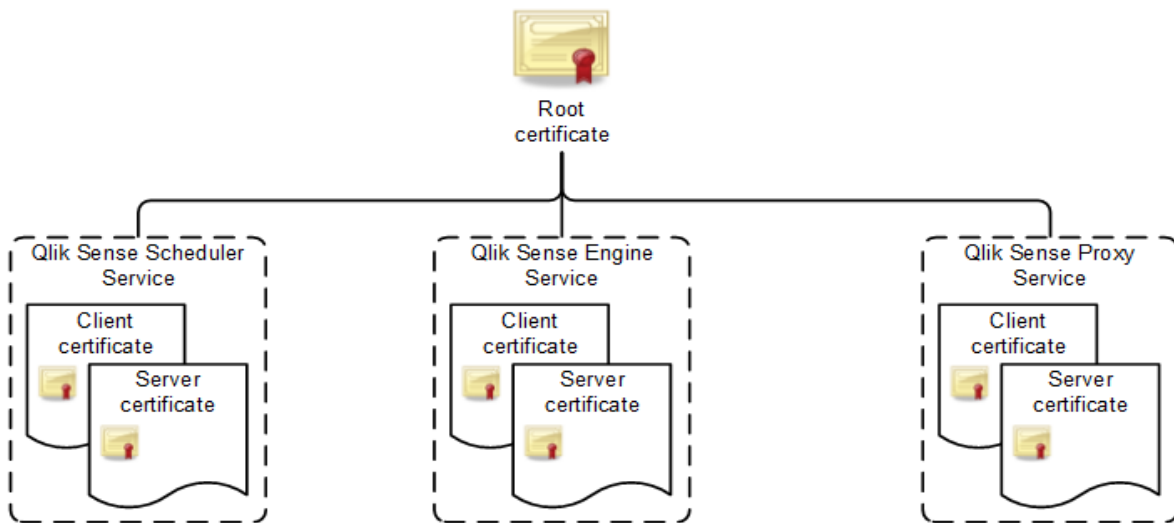 Root
certificate
Qlik Sense Scheduler
Service
Client
certificate
Server
certificate
Qlik Sense Engine
Service
Client
certificate
Server
certificate
Qlik Sense Proxy
Service
Client
certificate
Server
certificate